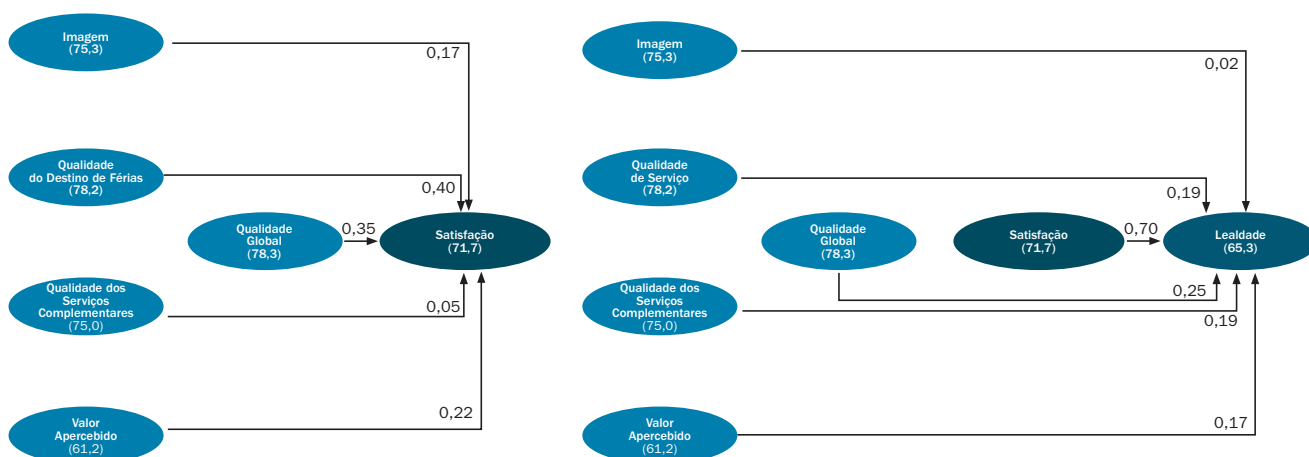 Imagem
(75,3)
0,17
Qualidade
do Destino de Férias
(78,2)
0,40
Qualidade
Global
(78,3)
0,35
Satisfação
(71,7)
Qualidade dos
Serviços
Complementares
(75,0)
0,05
Valor
Apercebido
(61,2)
0,22
Imagem
(75,3)
0,02
Qualidade
de Serviço
(78,2)
0,19
Qualidade
Global
(78,3)
0,25
Satisfação
(71,7)
0,70
Lealdade
(65,3)
Qualidade dos
Serviços
Complementares
(75,0)
0,19
Valor
Apercebido
(61,2)
0,17